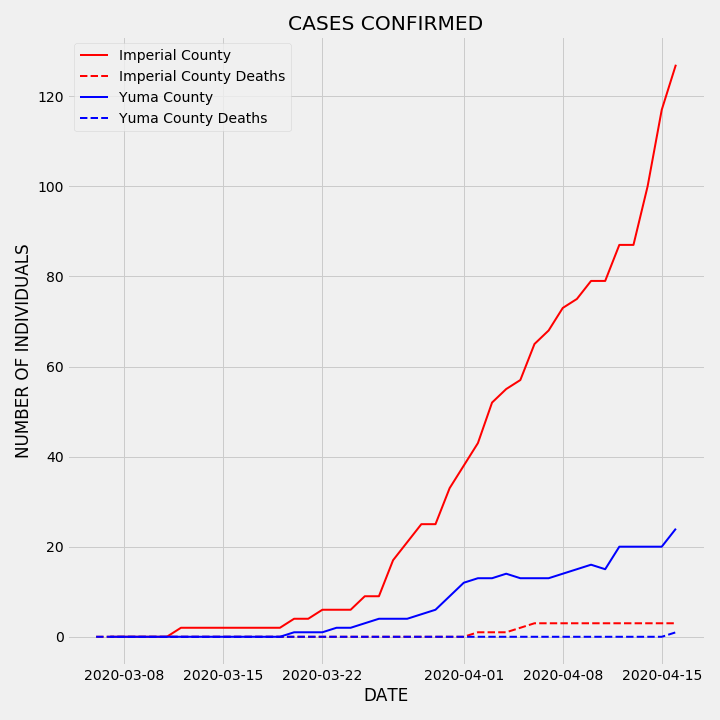 CASES CONFIRMED
Imperial County
Imperial County Deaths
Yuma County
Yuma County Deaths
NUMBER OF INDIVIDUALS
120
100
80
60
40
20
0
2020-03-08 2020-03-15 2020-03-22 2020-04-01 2020-04-08 2020-04-15
DATE